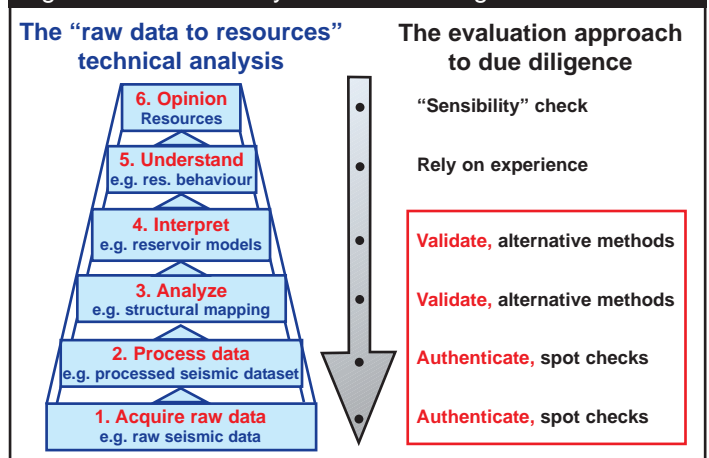 The “raw data to resources”
technical analysis
6. Opinion
Resources
5. Understand
e.g. res. behaviour
4. Interpret
e.g. reservoir models
3. Analyze
e.g. structural mapping
2. Process data
e.g. processed seismic dataset
1. Acquire raw data
e.g. raw seismic data
The evaluation approach
to due diligence
“Sensibility” check
Rely on experience
Validate, alternative methods
Validate, alternative methods
Authenticate, spot checks
Authenticate, spot checks